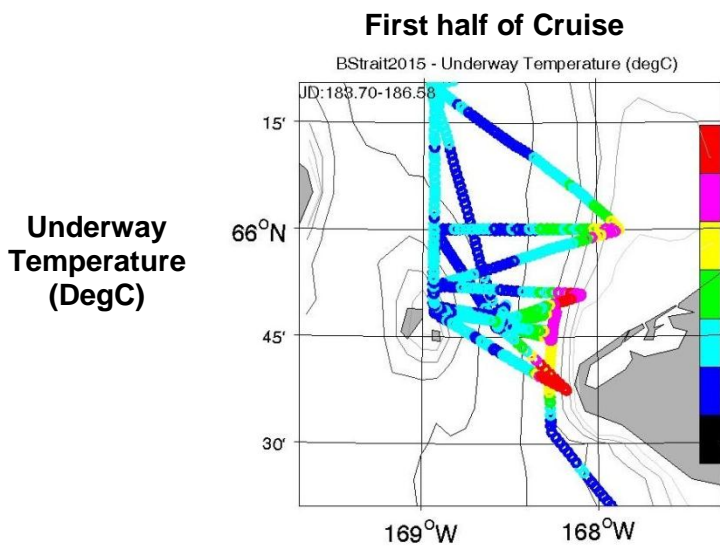 First half of Cruise
BStrait2015 - Underway Temperature (degC)
JD:183.70-186.58
15'
66°N
45'
30'
169°W
168°W
Underway
Temperature
(DegC)